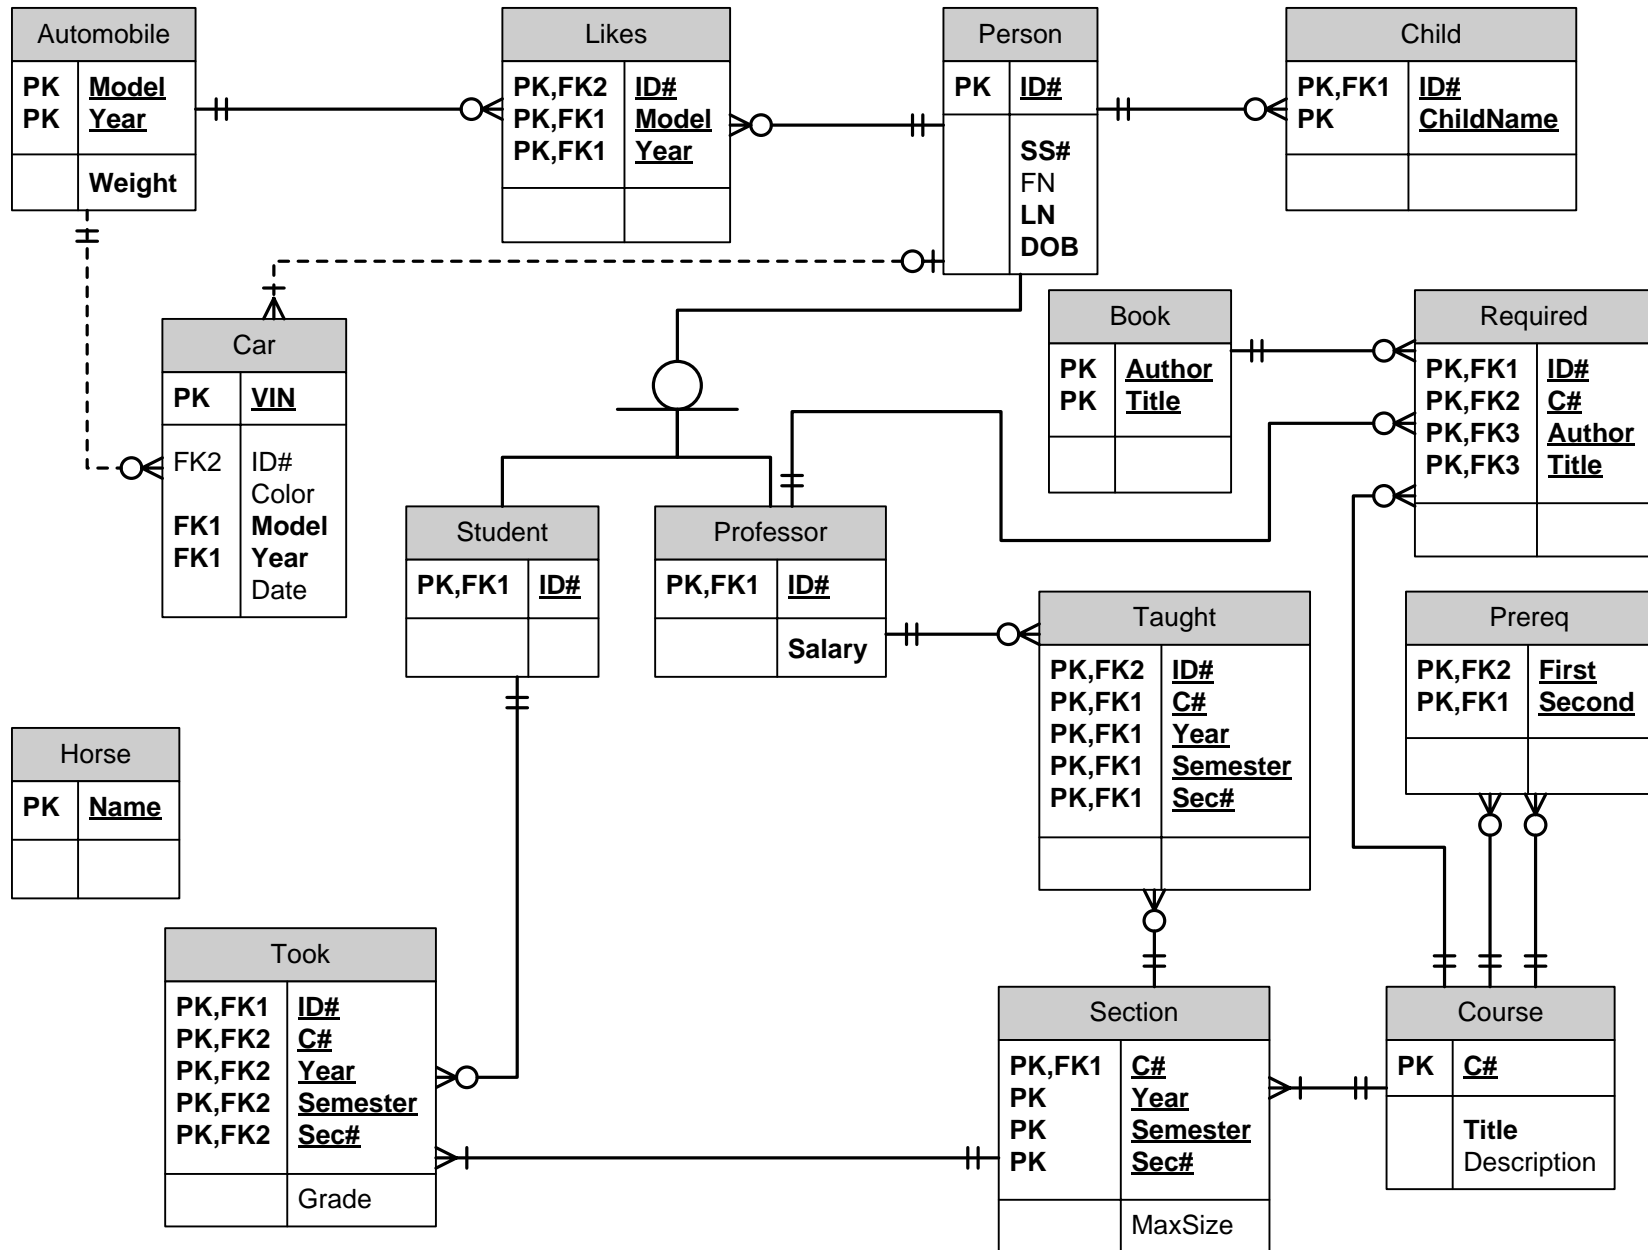 Automobile
PK Model
PK Year
Weight
Likes
PK,FK2 ID#
PK,FK1 Model
PK,FK1 Year
Person
PK ID#
SS#
FN
LN
DOB
Child
PK,FK1 ID#
PK ChildName
Car
PK VIN
FK2 ID#
Color
FK1 Model
FK1 Year
Date
Book
PK Author
PK Title
Required
PK,FK1 ID#
PK,FK2 C#
PK,FK3 Author
PK,FK3 Title
Student
PK,FK1 ID#
Professor
PK,FK1 ID#
Salary
Taught
PK,FK2 ID#
PK,FK1 C#
PK,FK1 Year
PK,FK1 Semester
PK,FK1 Sec#
Prereq
PK,FK2 First
PK,FK1 Second
Horse
PK Name
Took
PK,FK1 ID#
PK,FK2 C#
PK,FK2 Year
PK,FK2 Semester
PK,FK2 Sec#
Grade
Section
PK,FK1 C#
PK Year
PK Semester
PK Sec#
MaxSize
Course
PK C#
Title
Description